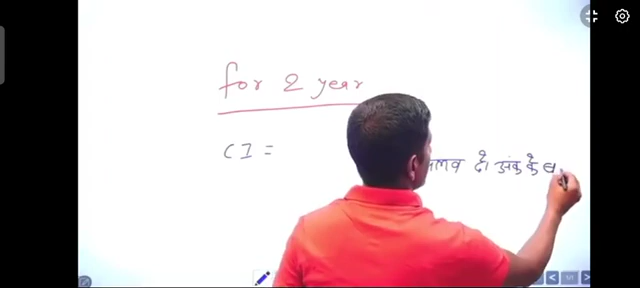 for 2 year
CI =
दो अंक के